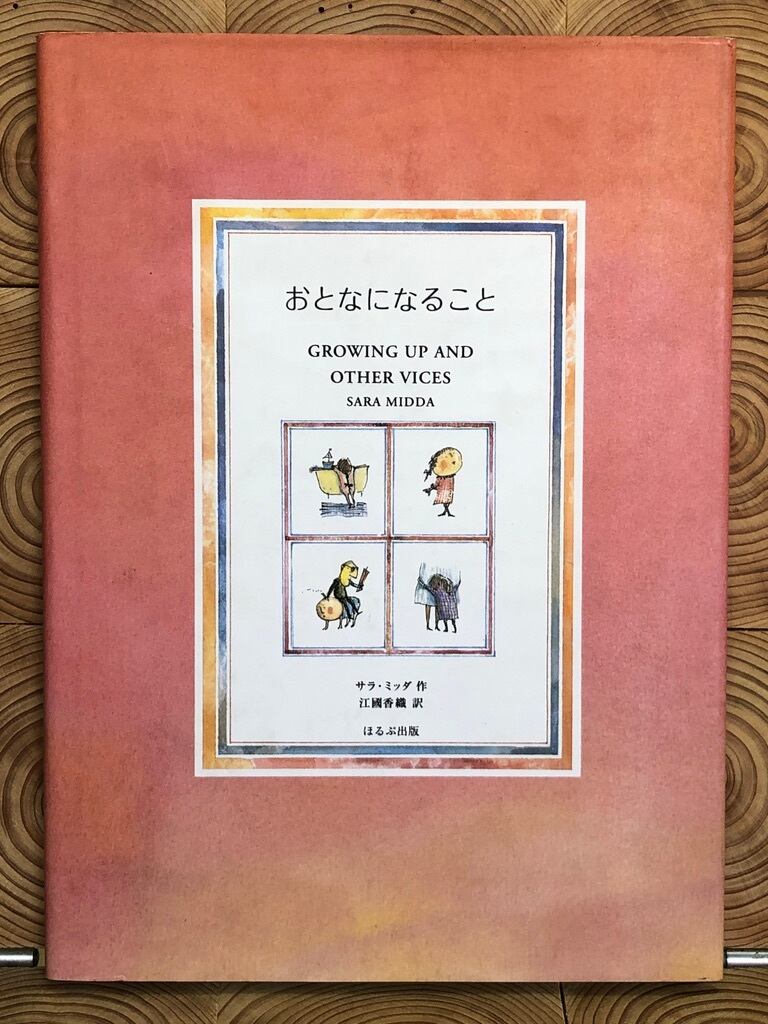 おとなになること
GROWING UP AND
OTHER VICES
SARA MIDDA
サラ・ミッダ 作
江國香織 訳
ほるぷ出版